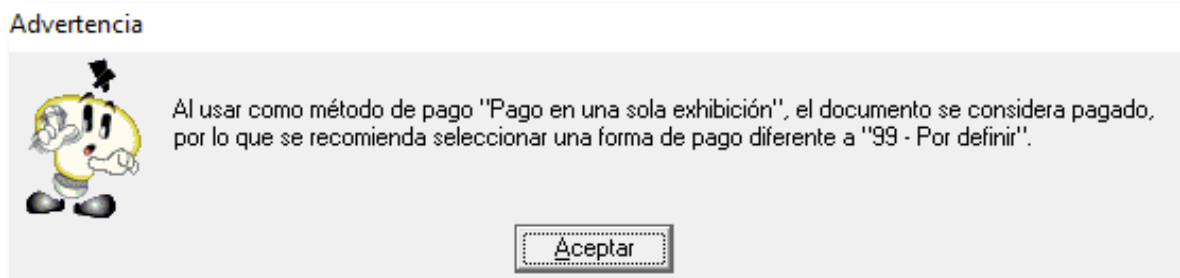 Advertencia
Al usar como método de pago "Pago en una sola exhibición", el documento se considera pagado,
por lo que se recomienda seleccionar una forma de pago diferente a "99 - Por definir".
Aceptar